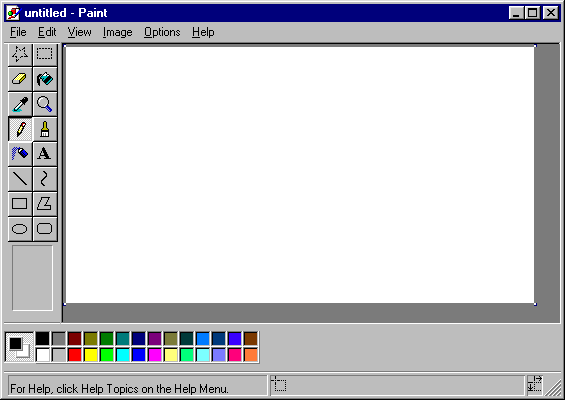 untitled - Paint
File Edit View Image Options Help
A
For Help, click Help Topics on the Help Menu.